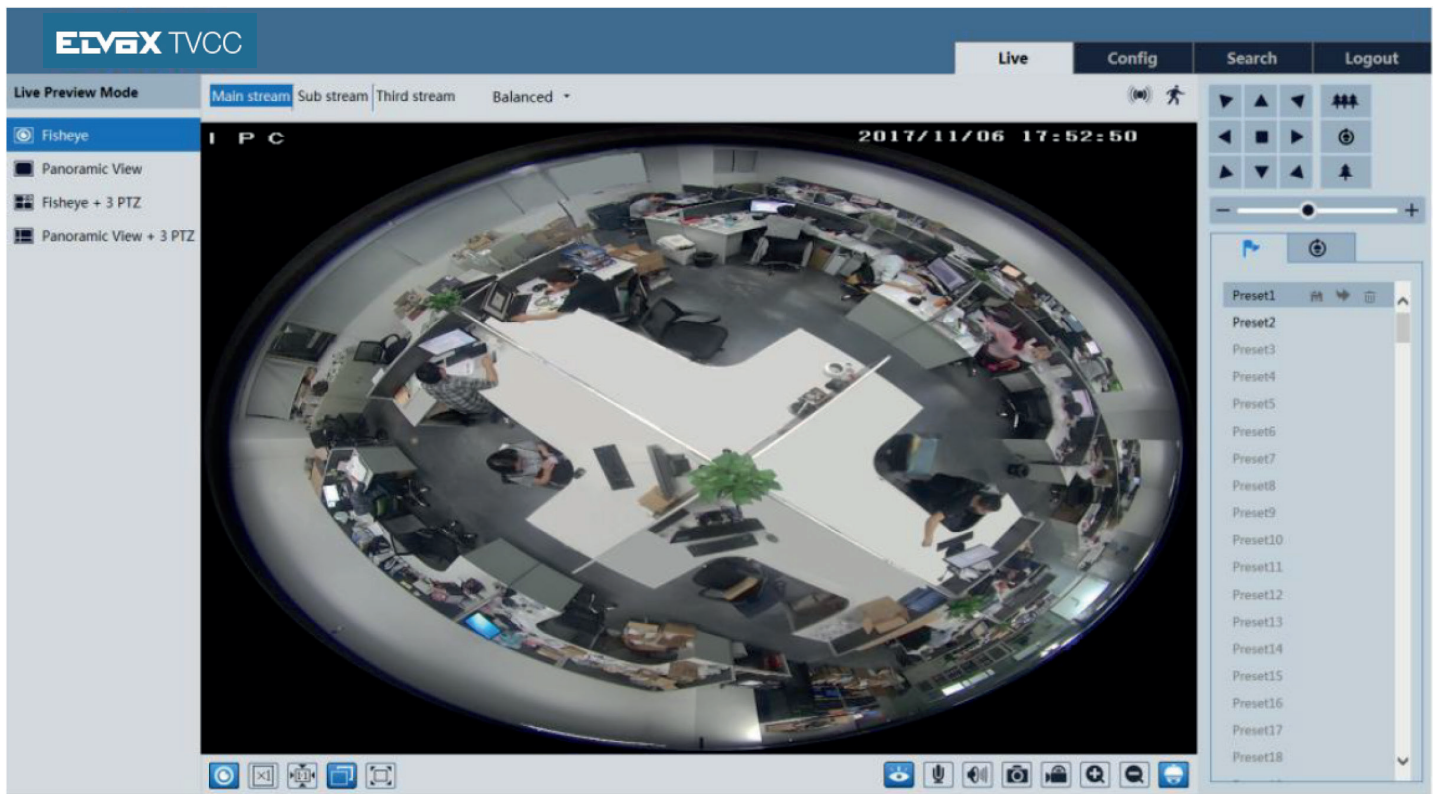 ELVOX TVCC
Live Config Search Logout
Live Preview Mode
Main stream Sub stream Third stream Balanced
Fisheye
Panoramic View
Fisheye + 3 PTZ
Panoramic View + 3 PTZ
I P C 2017/11/06 17:52:50
Preset1
Preset2
Preset3
Preset4
Preset5
Preset6
Preset7
Preset8
Preset9
Preset10
Preset11
Preset12
Preset13
Preset14
Preset15
Preset16
Preset17
Preset18